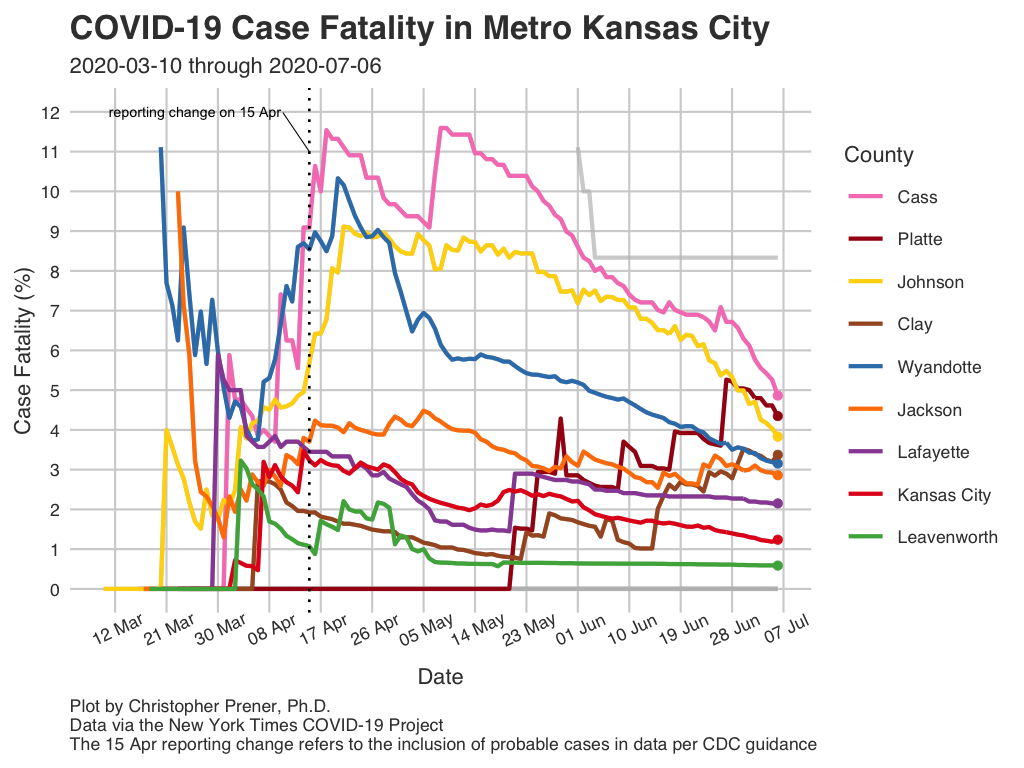 COVID-19 Case Fatality in Metro Kansas City
2020-03-10 through 2020-07-06
reporting change on 15 Apr
Case Fatality (%)
12
11
10
9
8
7
6
5
4
3
2
1
0
12 Mar
21 Mar
30 Mar
08 Apr
17 Apr
26 Apr
05 May
14 May
23 May
01 Jun
10 Jun
19 Jun
28 Jun
07 Jul
Date
County
Cass
Platte
Johnson
Clay
Wyandotte
Jackson
Lafayette
Kansas City
Leavenworth
Plot by Christopher Prener, Ph.D.
Data via the New York Times COVID-19 Project
The 15 Apr reporting change refers to the inclusion of probable cases in data per CDC guidance